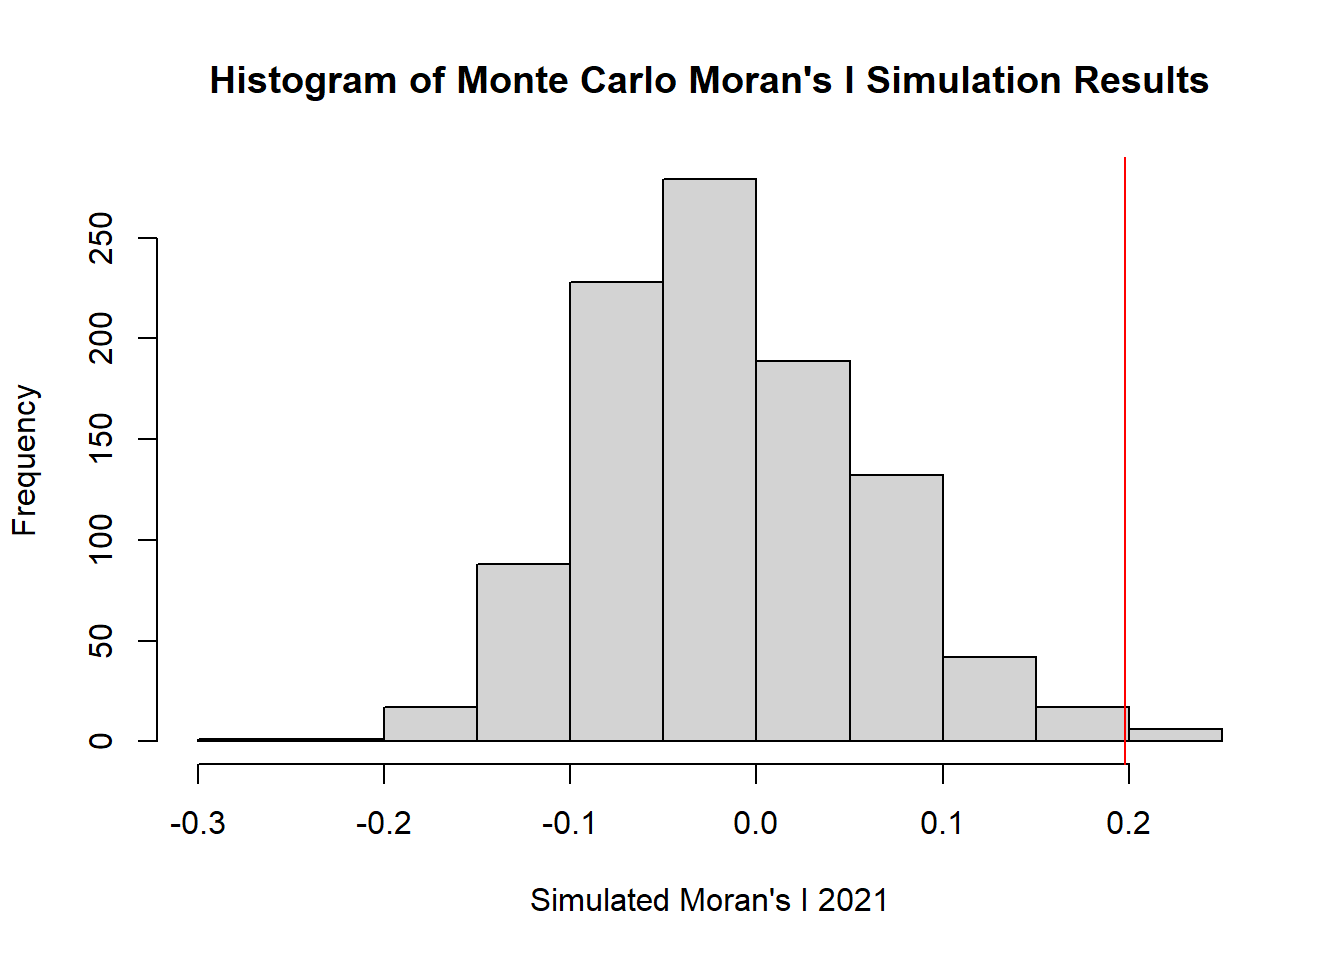 Histogram of Monte Carlo Moran's I Simulation Results
Frequency
250
200
150
100
50
0
-0.3 -0.2 -0.1 0.0 0.1 0.2
Simulated Moran's I 2021